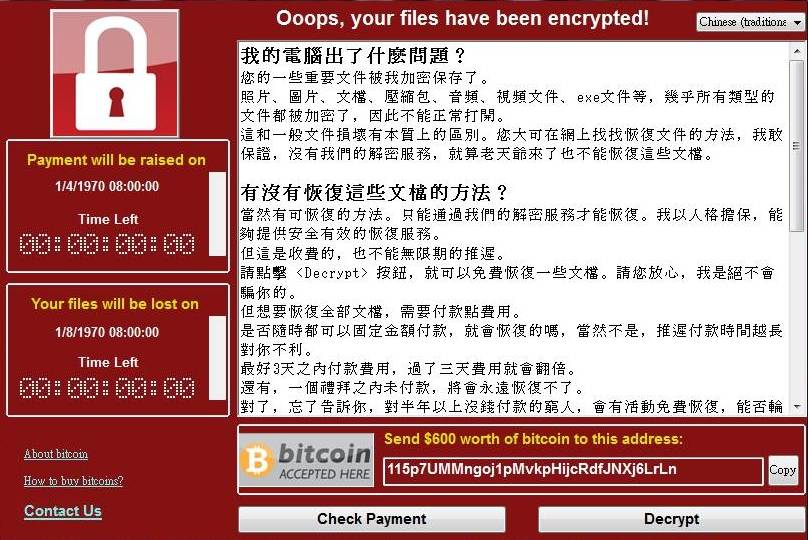 Ooops, your files have been encrypted!
Chinese (traditiona
Payment will be raised on
1/4/1970 08:00:00
Time Left
00:00:00:00
Your files will be lost on
1/8/1970 08:00:00
Time Left
00:00:00:00
About bitcoin
How to buy bitcoins?
Contact Us
我的電腦出了什麼問題？
您的一些重要文件被我加密保存了。
照片、圖片、文檔、壓縮包、音頻、視頻文件、exe文件等，幾乎所有類型的
文件都被加密了，因此不能正常打開。
這和一般文件損壞有本質上的區別。您大可在網上找找恢復文件的方法，我敢
保證，沒有我們的解密服務，就算老天爺來了也不能恢復這些文檔。
有沒有恢復這些文檔的方法？
當然有可恢復的方法。只能通過我們的解密服務才能恢復。我以人格擔保，能
夠提供安全有效的恢復服務。
但這是收費的，也不能無限期的推遲。
請點擊 <Decrypt> 按鈕，就可以免費恢復一些文檔。請您放心，我是絕不會
騙你的。
但想要恢復全部文檔，需要付款點費用。
是否隨時都可以固定金額付款，就會恢復的嗎，當然不是，推遲付款時間越長
對你不利。
最好3天之內付款費用，過了三天費用就會翻倍。
還有，一個禮拜之內未付款，將會永遠恢復不了。
對了，忘了告訴你，對半年以上沒錢付款的窮人，會有活動免費恢復，能否輪
bitcoin
ACCEPTED HERE
Send $600 worth of bitcoin to this address:
115p7UMMngoj1pMvkpHijcRdfJNXj6LrLn
Copy
Check Payment
Decrypt